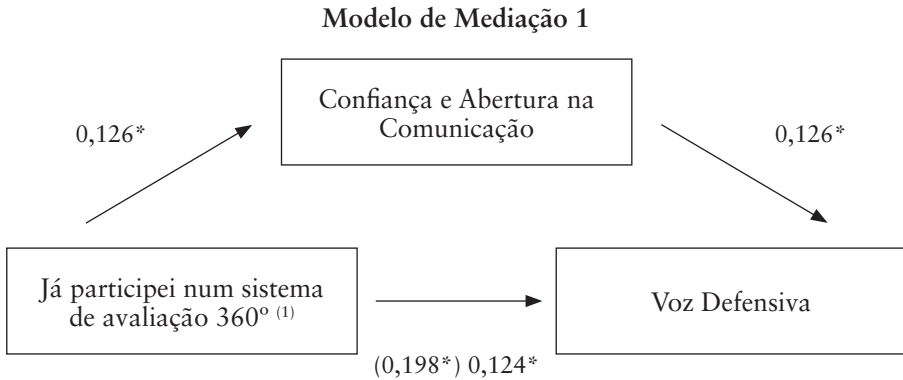 Modelo de Mediação 1
Confiança e Abertura na
Comunicação
0,126*
0,126*
Já participei num sistema
de avaliação 360º (1)
Voz Defensiva
(0,198*) 0,124*